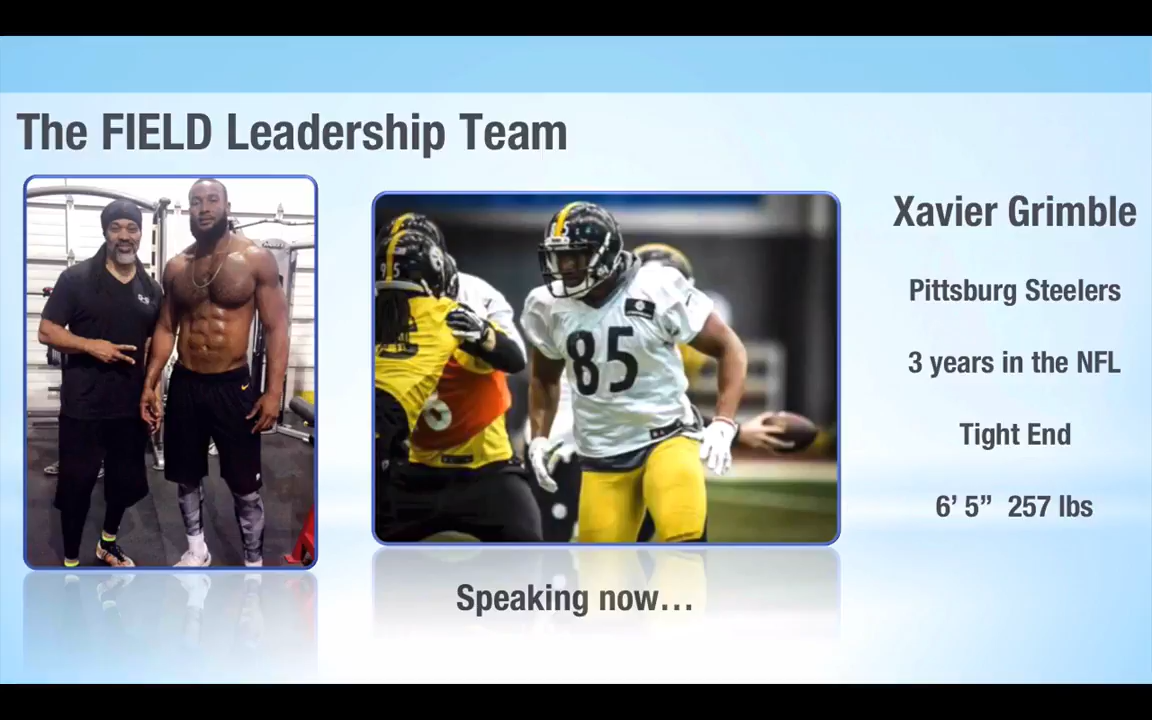 The FIELD Leadership Team
Xavier Grimble
Pittsburg Steelers
3 years in the NFL
Tight End
6’ 5” 257 lbs
85
95
Speaking now…